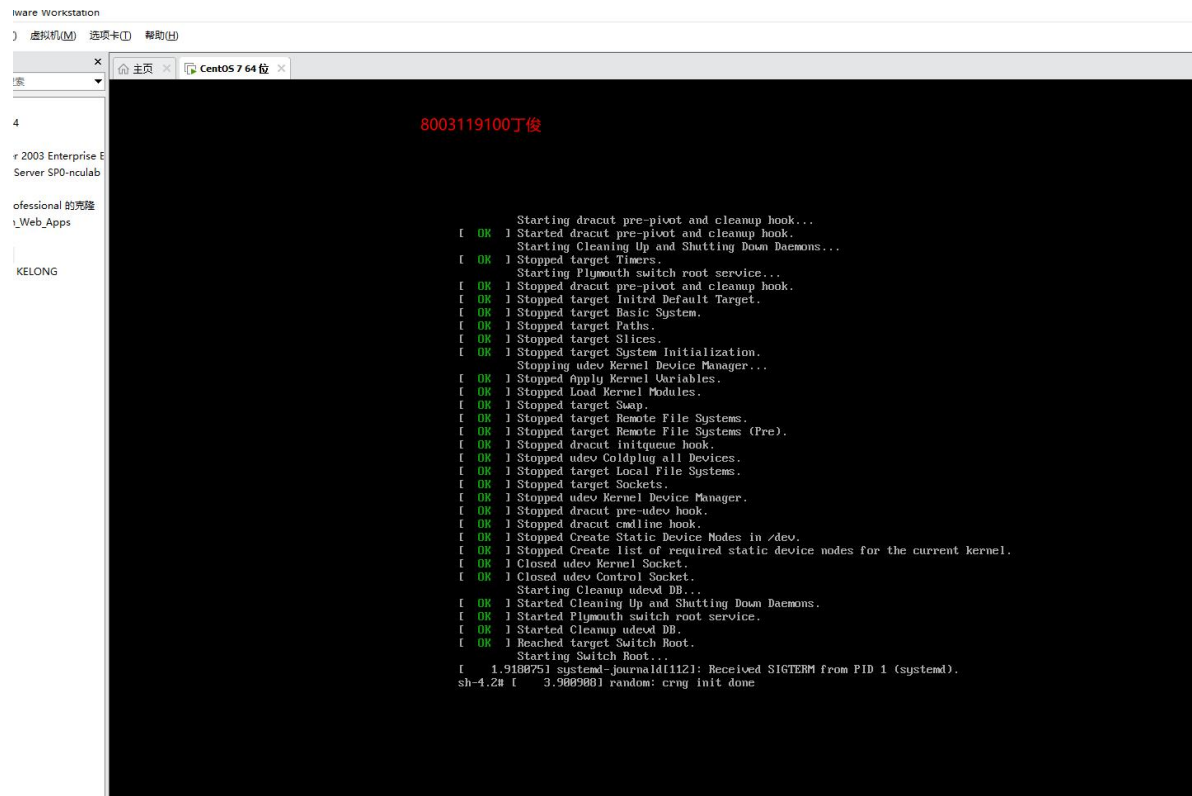 ware Workstation
) 虚拟机(M) 选项卡(T) 帮助(H)
主页
CentOS 7 64 位
索
4
r 2003 Enterprise E
Server SP0-nculab
ofessional 的克隆
_Web_Apps
KELONG
8003119100丁俊
Starting dracut pre-pivot and cleanup hook...
[ OK ] Started dracut pre-pivot and cleanup hook.
Starting Cleaning Up and Shutting Down Daemons...
[ OK ] Stopped target Timers.
Starting Plymouth switch root service...
[ OK ] Stopped dracut pre-pivot and cleanup hook.
[ OK ] Stopped target Initrd Default Target.
[ OK ] Stopped target Basic System.
[ OK ] Stopped target Paths.
[ OK ] Stopped target Slices.
[ OK ] Stopped target System Initialization.
Stopping udev Kernel Device Manager...
[ OK ] Stopped Apply Kernel Variables.
[ OK ] Stopped Load Kernel Modules.
[ OK ] Stopped target Swap.
[ OK ] Stopped target Remote File Systems.
[ OK ] Stopped target Remote File Systems (Pre).
[ OK ] Stopped dracut initqueue hook.
[ OK ] Stopped udev Coldplug all Devices.
[ OK ] Stopped target Local File Systems.
[ OK ] Stopped target Sockets.
[ OK ] Stopped udev Kernel Device Manager.
[ OK ] Stopped dracut pre-udev hook.
[ OK ] Stopped dracut cmdline hook.
[ OK ] Stopped Create Static Device Nodes in /dev.
[ OK ] Stopped Create list of required static device nodes for the current kernel.
[ OK ] Closed udev Kernel Socket.
[ OK ] Closed udev Control Socket.
Starting Cleanup udevd DB...
[ OK ] Started Cleaning Up and Shutting Down Daemons.
[ OK ] Started Plymouth switch root service.
[ OK ] Started Cleanup udevd DB.
[ OK ] Reached target Switch Root.
Starting Switch Root...
[ 1.918075] systemd-journald[112]: Received SIGTERM from PID 1 (systemd).
sh-4.2# [ 3.900908] random: crng init done